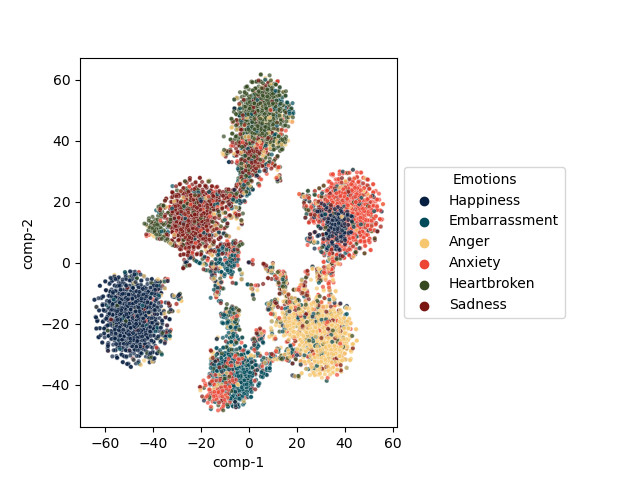 60
40
20
0
−20
−40
comp-2
−60
−40
−20
0
20
40
60
comp-1
Emotions
Happiness
Embarrassment
Anger
Anxiety
Heartbroken
Sadness